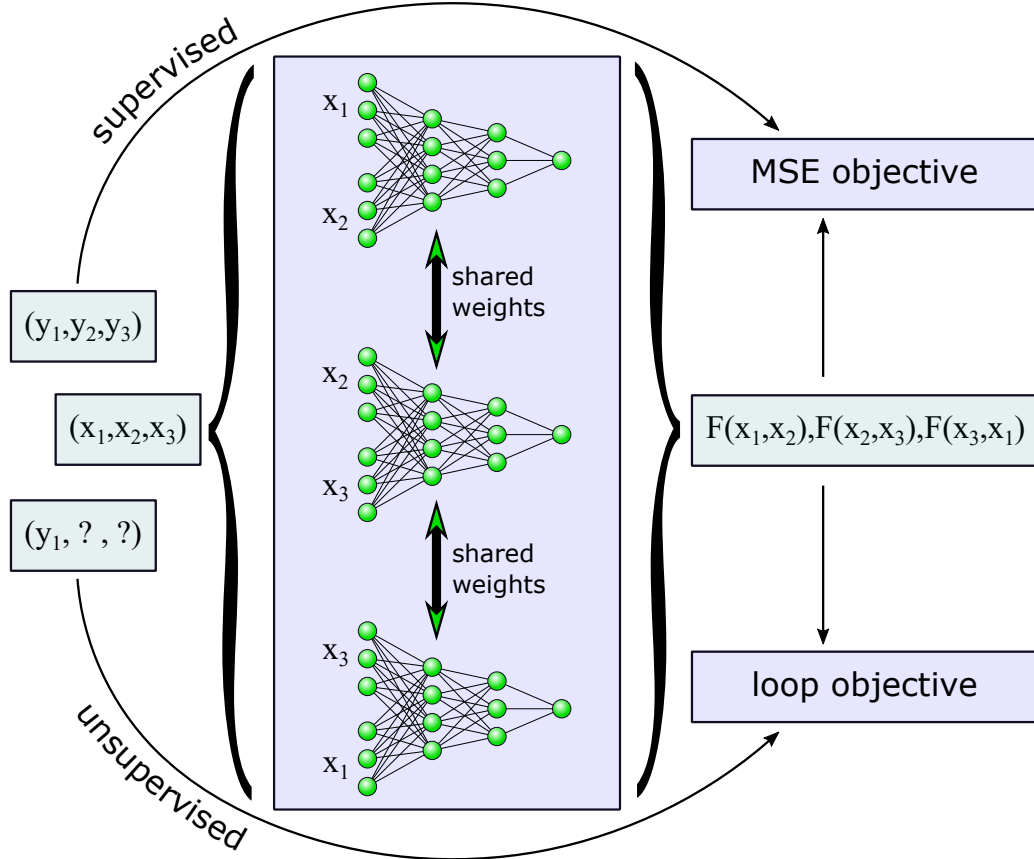 supervised
x₁
x₂
MSE objective
shared
weights
(y₁,y₂,y₃)
x₂
x₃
(x₁,x₂,x₃)
F(x₁,x₂),F(x₂,x₃),F(x₃,x₁)
(y₁, ? , ?)
shared
weights
x₃
x₁
loop objective
unsupervised